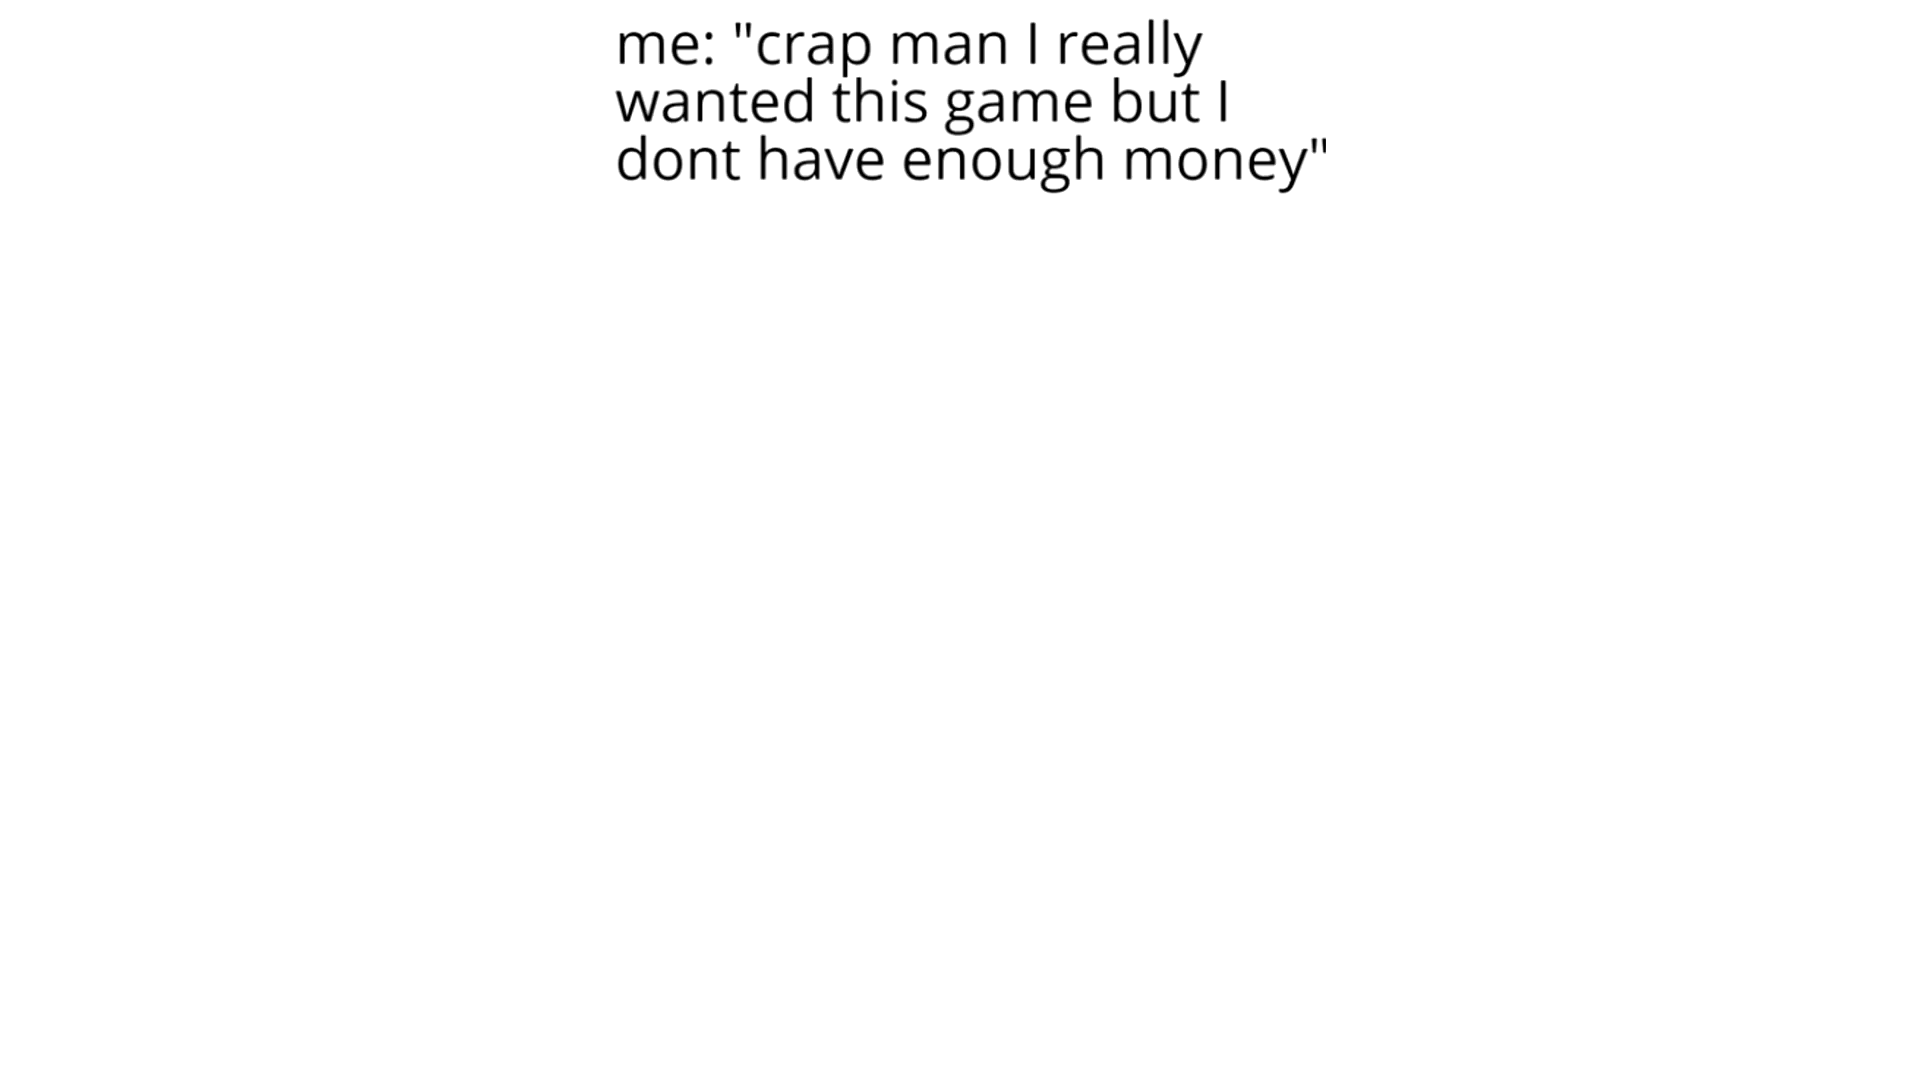 me: "crap man I really
wanted this game but I
dont have enough money"